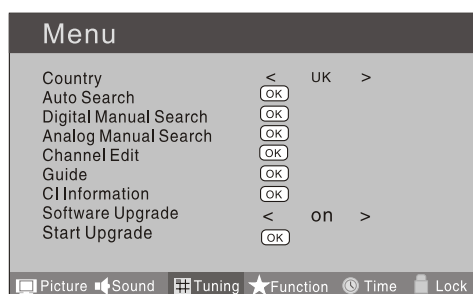 Menu
Country < UK >
Auto Search OK
Digital Manual Search OK
Analog Manual Search OK
Channel Edit OK
Guide OK
CI Information OK
Software Upgrade < on >
Start Upgrade OK
Picture Sound Tuning Function Time Lock